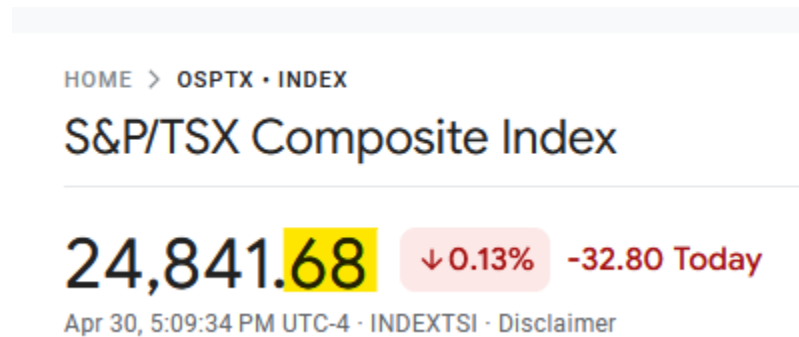 HOME > OSPTX • INDEX
S&P/TSX Composite Index
24,841.68 ↓0.13% -32.80 Today
Apr 30, 5:09:34 PM UTC-4 · INDEXTSI · Disclaimer